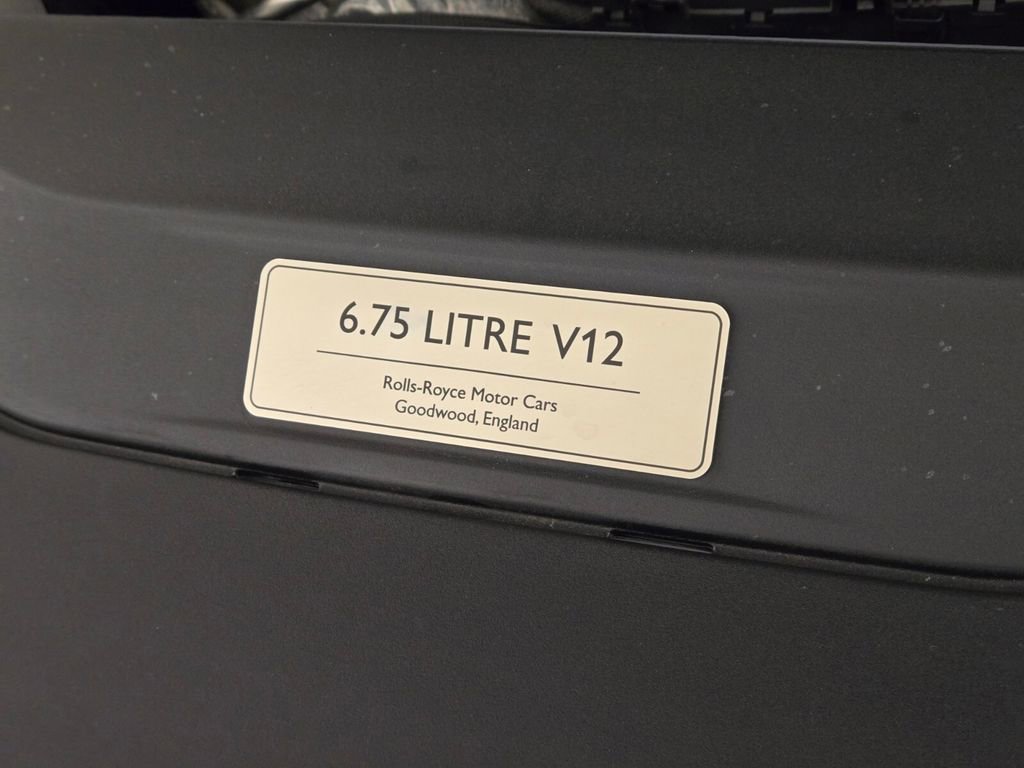 6.75 LITRE V12
Rolls-Royce Motor Cars
Goodwood, England